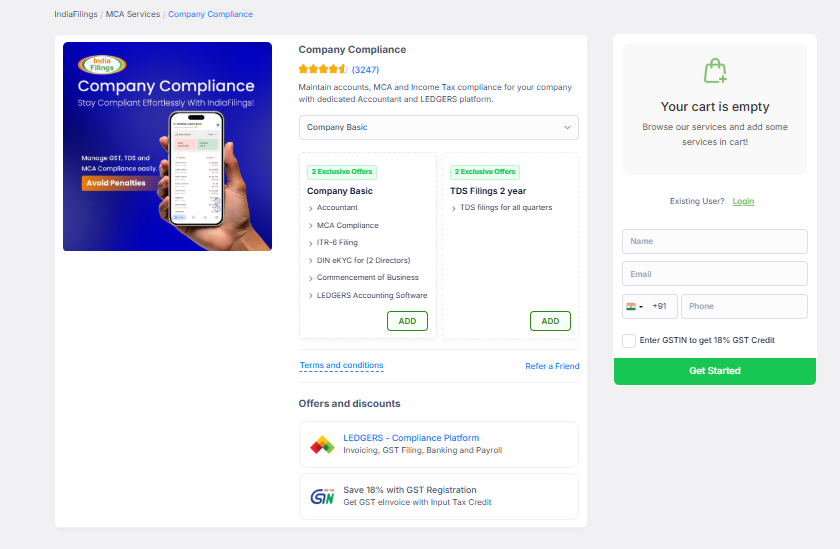 IndiaFilings / MCA Services / Company Compliance
India
Filings
Company Compliance
Stay Compliant Effortlessly With IndiaFilings!
Manage GST, TDS and
MCA Compliance easily.
Avoid Penalties
Company Compliance
(3247)
Maintain accounts, MCA and Income Tax compliance for your company
with dedicated Accountant and LEDGERS platform.
Company Basic
2 Exclusive Offers
Company Basic
Accountant
MCA Compliance
ITR-6 Filing
DIN eKYC for (2 Directors)
Commencement of Business
LEDGERS Accounting Software
ADD
2 Exclusive Offers
TDS Filings 2 year
TDS filings for all quarters
ADD
Terms and conditions
Refer a Friend
Offers and discounts
LEDGERS - Compliance Platform
Invoicing, GST Filing, Banking and Payroll
Save 18% with GST Registration
Get GST eInvoice with Input Tax Credit
Your cart is empty
Browse our services and add some
services in cart!
Existing User? Login
Name
Email
+91 Phone
Enter GSTIN to get 18% GST Credit
Get Started